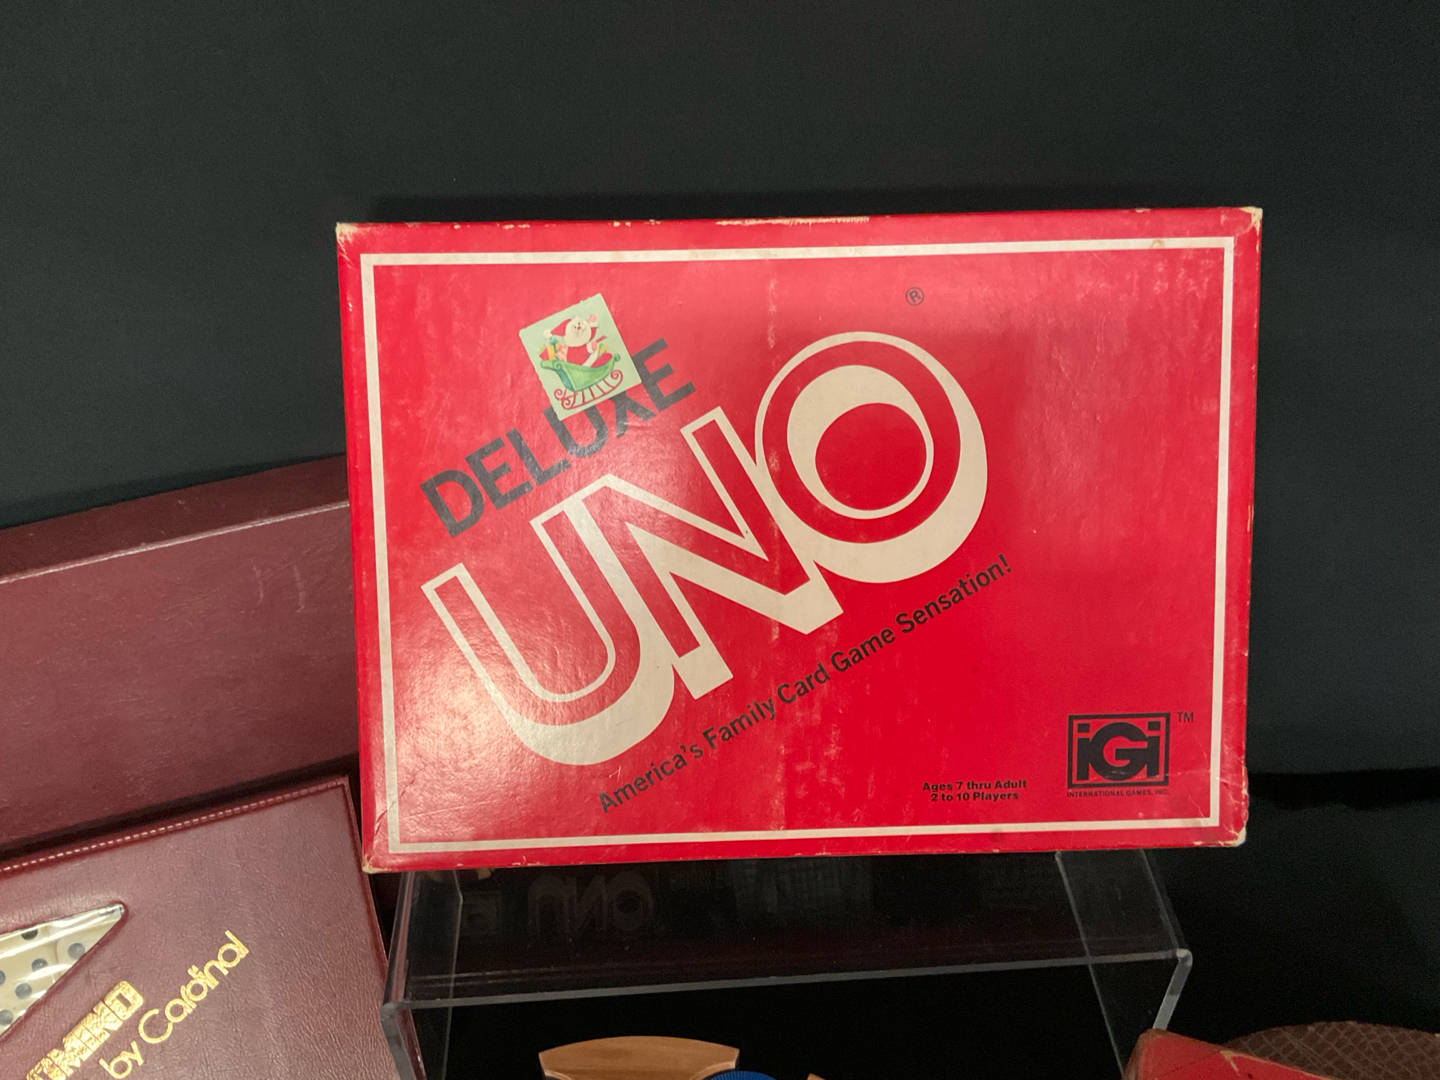 ®
DELUXE
UNO
America's Family Card Game Sensation!
Ages 7 thru Adult
2 to 10 Players
iGi TM
INTERNATIONAL GAMES, INC.
by Cardinal